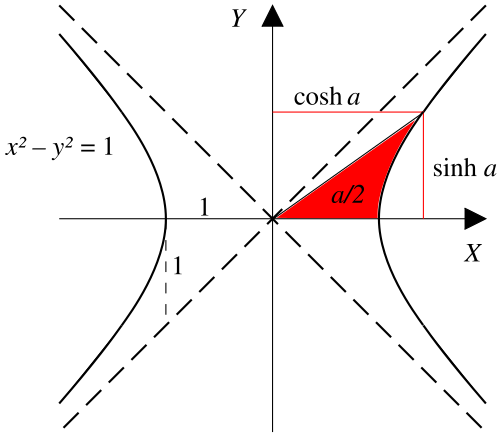 Y
cosh a
x² – y² = 1
sinh a
a/2
1
X
1